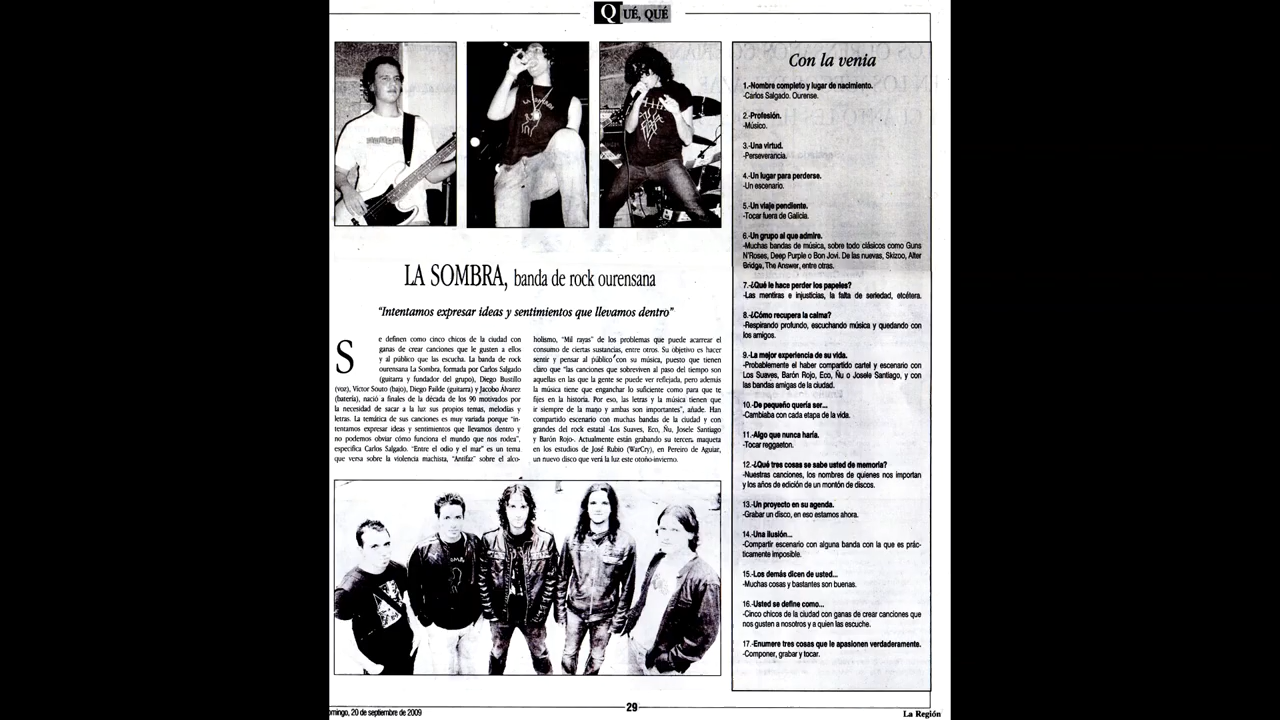 QUÉ, QUÉ
LA SOMBRA, banda de rock ourensana
"Intentamos expresar ideas y sentimientos que llevamos dentro"
Se definen como cinco chicos de la ciudad con
ganas de crear canciones que le gusten a ellos
y al público que las escucha. La banda de rock
ourensana La Sombra, formada por Carlos Salgado
(guitarra y fundador del grupo), Diego Bustillo
(voz), Víctor Souto (bajo), Diego Failde (guitarra) y Jacobo Álvarez
(batería), nació a finales de la década de los 90 motivados por
la necesidad de sacar a la luz sus propios temas, melodías y
letras. La temática de sus canciones es muy variada porque "in-
tentamos expresar ideas y sentimientos que llevamos dentro y
no podemos obviar cómo funciona el mundo que nos rodea",
especifica Carlos Salgado. "Entre el odio y el mar" es un tema
que versa sobre la violencia machista, "Antifaz" sobre el alco-
holismo, "Mil rayas" de los problemas que puede acarrear el
consumo de ciertas sustancias, entre otros. Su objetivo es hacer
sentir y pensar al público con su música, puesto que tienen
claro que "las canciones que sobreviven al paso del tiempo son
aquellas en las que la gente se puede ver reflejada, pero además
la música tiene que enganchar lo suficiente como para que te
fijes en la historia. Por eso, las letras y la música tienen que
ir siempre de la mano y ambas son importantes", añade. Han
compartido escenario con muchas bandas de la ciudad y con
grandes del rock estatal -Los Suaves, Eco, Ñu, Josele Santiago
y Barón Rojo-. Actualmente están grabando su tercera maqueta
en los estudios de José Rubio (WarCry), en Pereiro de Aguiar,
un nuevo disco que verá la luz este otoño-invierno.
Con la venia
1.-Nombre completo y lugar de nacimiento.
-Carlos Salgado. Ourense.
2.-Profesión.
-Músico.
3.-Una virtud.
-Perseverancia.
4.-Un lugar para perderse.
-Un escenario.
5.-Un viaje pendiente.
-Tocar fuera de Galicia.
6.-Un grupo al que admire.
-Muchas bandas de música, sobre todo clásicos como Guns
N'Roses, Deep Purple o Bon Jovi. De las nuevas, Skizoo, Alter
Bridge, The Answer, entre otras.
7.-¿Qué le hace perder los papeles?
-Las mentiras e injusticias, la falta de seriedad, etcétera.
8.-¿Cómo recupera la calma?
-Respirando profundo, escuchando música y quedando con
los amigos.
9.-La mejor experiencia de su vida.
-Probablemente el haber compartido cartel y escenario con
Los Suaves, Barón Rojo, Eco, Ñu o Josele Santiago, y con
las bandas amigas de la ciudad.
10.-De pequeño quería ser...
-Cambiaba con cada etapa de la vida.
11.-Algo que nunca haría.
-Tocar reggaeton.
12.-¿Qué tres cosas se sabe usted de memoria?
-Nuestras canciones, los nombres de quienes nos importan
y los años de edición de un montón de discos.
13.-Un proyecto en su agenda.
-Grabar un disco, en eso estamos ahora.
14.-Una ilusión...
-Compartir escenario con alguna banda con la que es prác-
ticamente imposible.
15.-Los demás dicen de usted...
-Muchas cosas y bastantes son buenas.
16.-Usted se define como...
-Cinco chicos de la ciudad con ganas de crear canciones que
nos gusten a nosotros y a quien las escuche.
17.-Enumere tres cosas que le apasionen verdaderamente.
-Componer, grabar y tocar.
omingo, 20 de septiembre de 2009
29
La Región